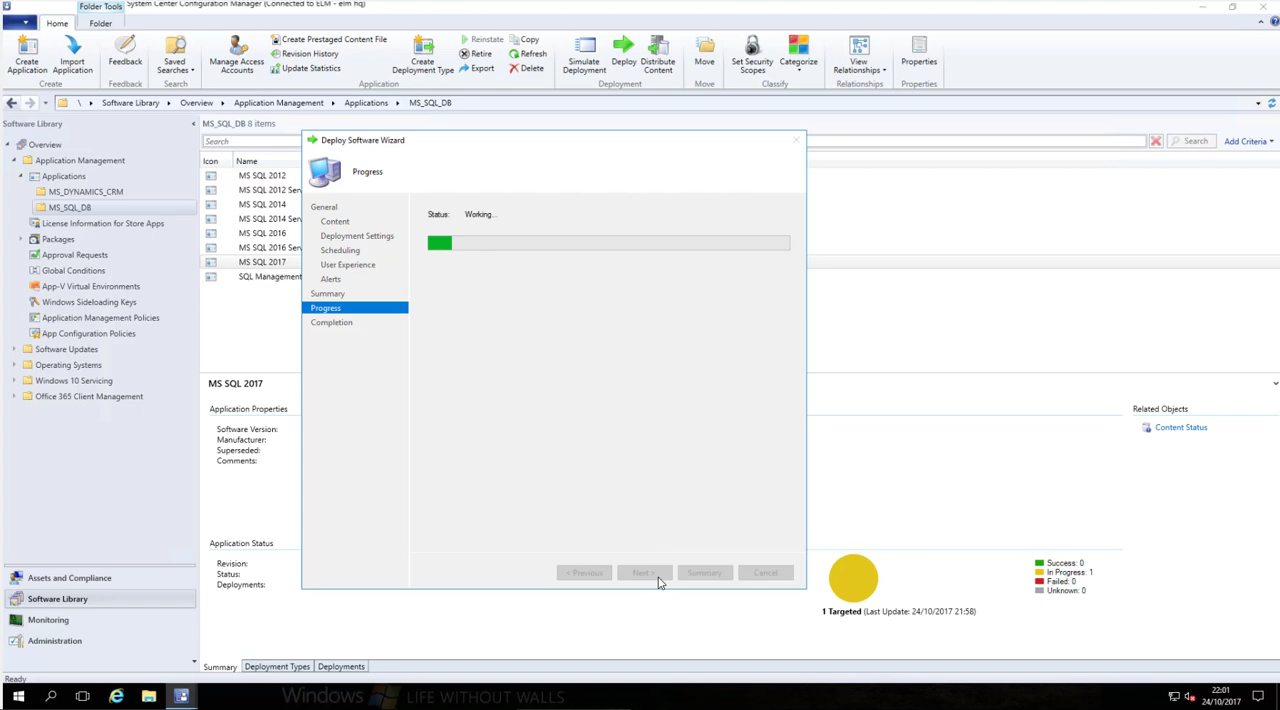 Folder Tools
System Center Configuration Manager (Connected to ELM - elm hq)
Home
Folder
Create Application
Import Application
Create
Feedback
Saved Searches
Search
Manage Access Accounts
Create Prestaged Content File
Revision History
Update Statistics
Create Deployment Type
Reinstate
Retire
Export
Copy
Refresh
Delete
Application
Simulate Deployment
Deploy
Distribute Content
Deployment
Move
Move
Set Security Scopes
Categorize
Classify
View Relationships
Relationships
Properties
Properties
\ Software Library Overview Application Management Applications MS_SQL_DB
Software Library
Overview
Application Management
Applications
MS_DYNAMICS_CRM
MS_SQL_DB
License Information for Store Apps
Packages
Approval Requests
Global Conditions
App-V Virtual Environments
Windows Sideloading Keys
Application Management Policies
App Configuration Policies
Software Updates
Operating Systems
Windows 10 Servicing
Office 365 Client Management
Assets and Compliance
Software Library
Monitoring
Administration
MS_SQL_DB 8 items
Search
Search
Add Criteria
Icon Name
MS SQL 2012
MS SQL 2012 Serv
MS SQL 2014
MS SQL 2014 Serv
MS SQL 2016
MS SQL 2016 Serv
MS SQL 2017
SQL Management
Deploy Software Wizard
Progress
General
Content
Deployment Settings
Scheduling
User Experience
Alerts
Summary
Progress
Completion
Status: Working...
< Previous
Next >
Summary
Cancel
MS SQL 2017
Application Properties
Software Version:
Manufacturer:
Superseded:
Comments:
Related Objects
Content Status
Application Status
Revision:
Status:
Deployments:
Success: 0
In Progress: 1
Failed: 0
Unknown: 0
1 Targeted (Last Update: 24/10/2017 21:58)
Summary
Deployment Types
Deployments
Ready
Windows LIFE WITHOUT WALLS
22:01
24/10/2017